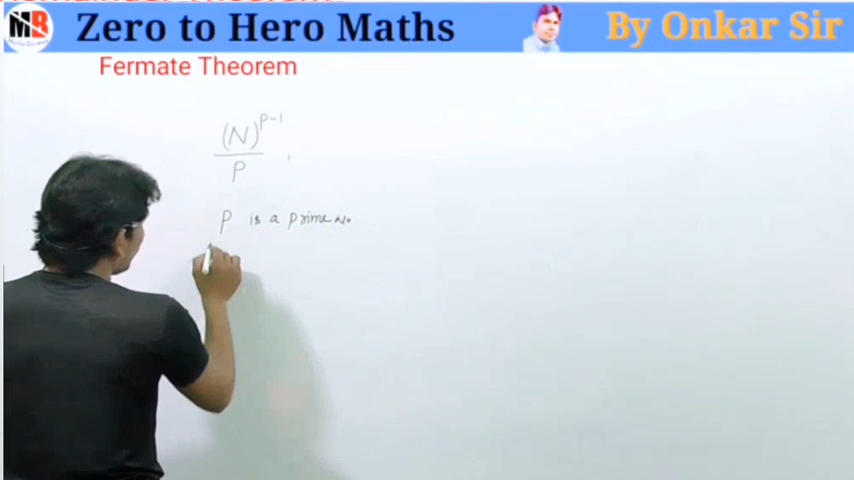 Zero to Hero Maths
By Onkar Sir
Fermate Theorem
(N)^P-1
P
P is a prime No.